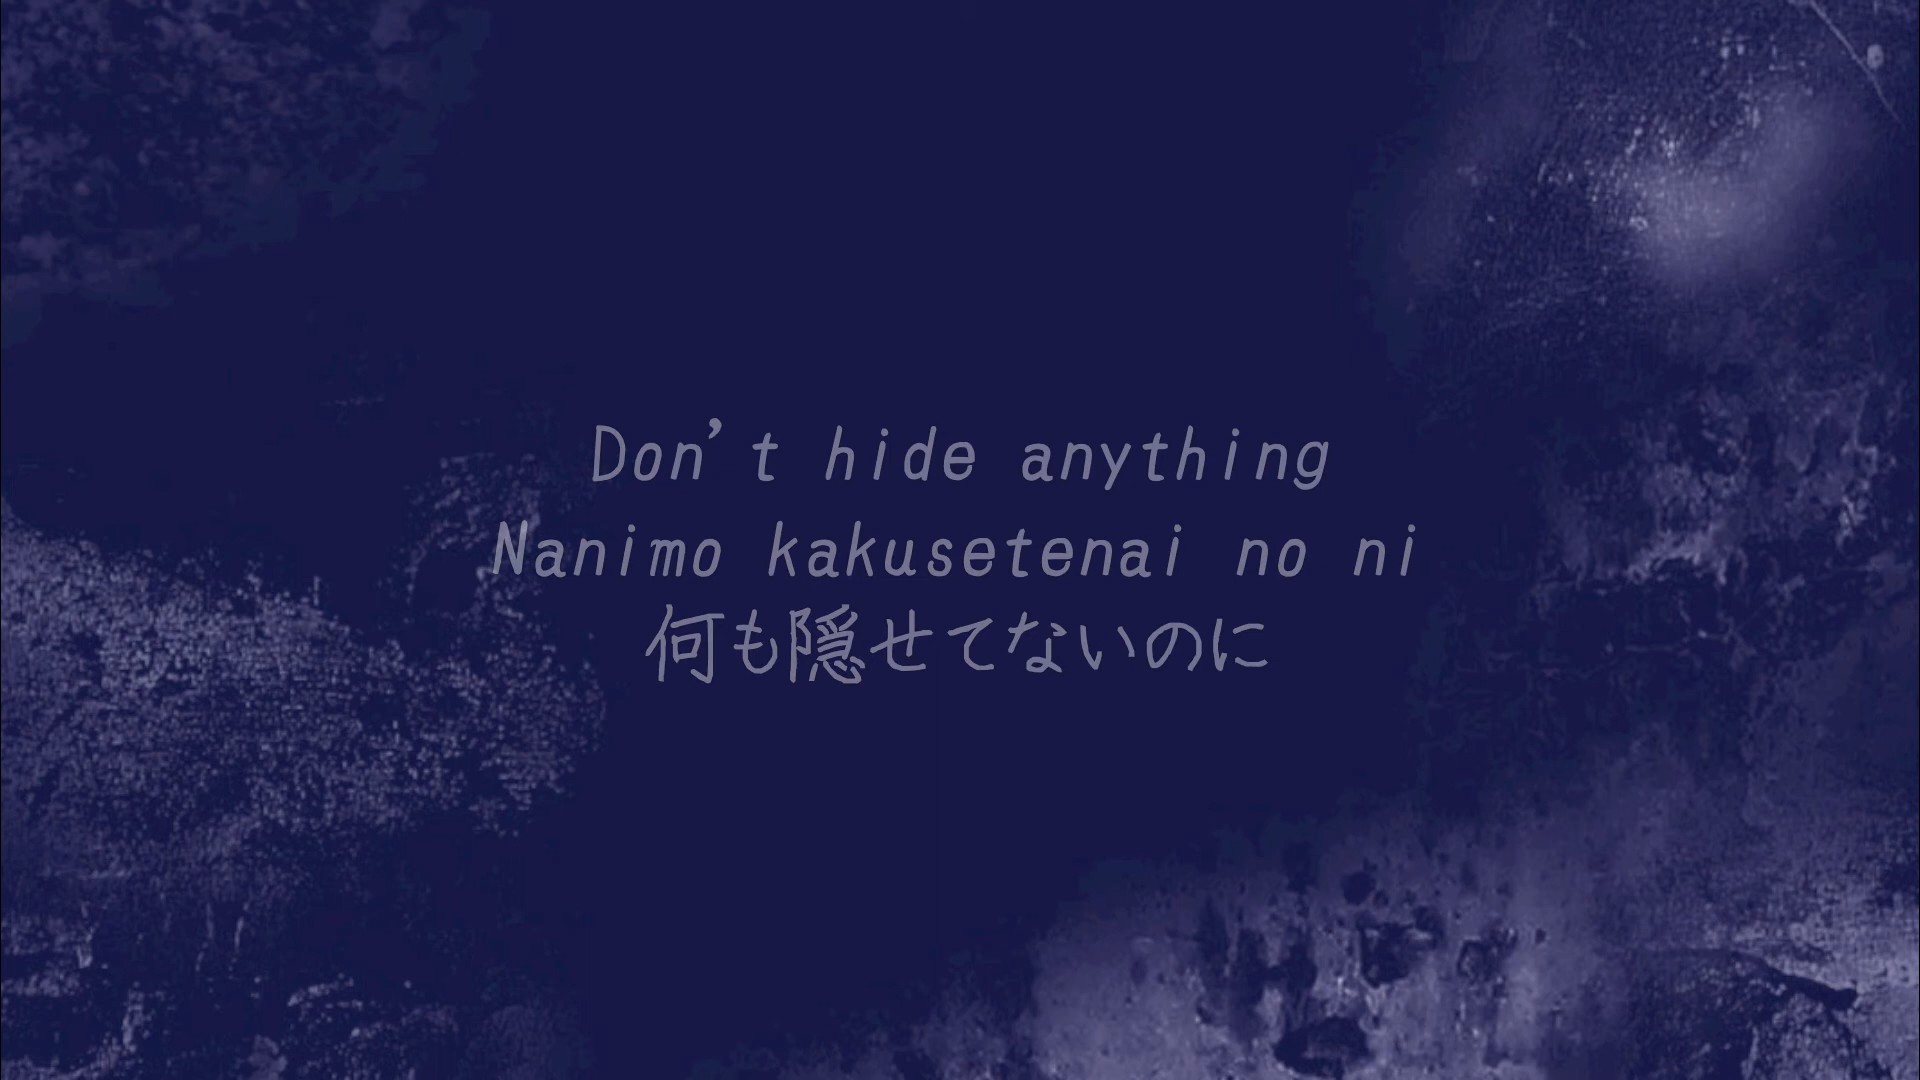 Don't hide anything
Nanimo kakusetenai no ni
何も隠せてないのに